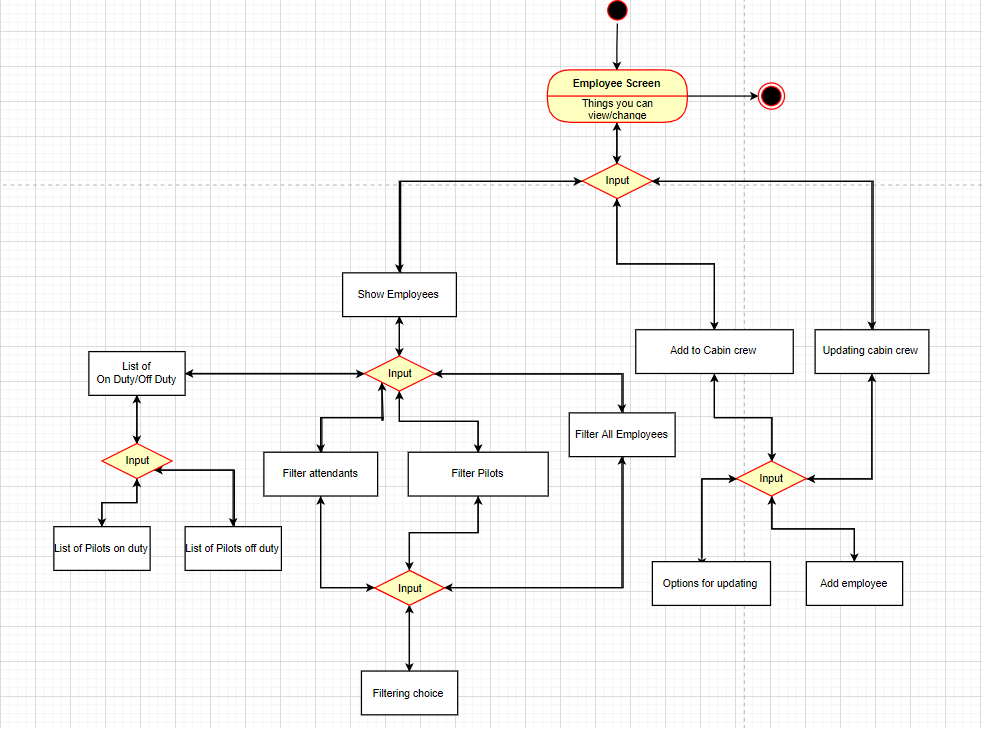 Employee Screen
Things you can
view/change
Input
Show Employees
Add to Cabin crew
Updating cabin crew
List of
On Duty/Off Duty
Input
Filter All Employees
Input
Filter attendants
Filter Pilots
Input
List of Pilots on duty
List of Pilots off duty
Input
Options for updating
Add employee
Filtering choice